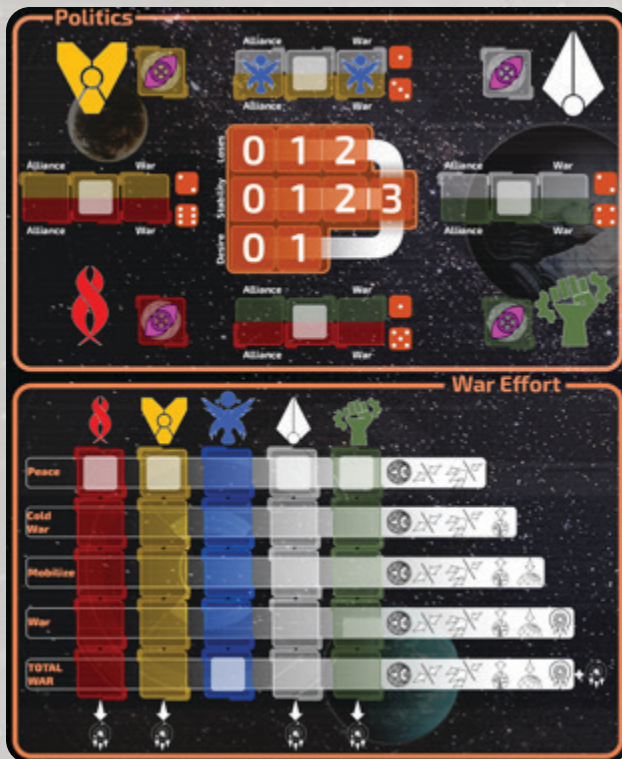 Politics
Alliance War
Alliance War
Alliance War
Alliance War
Alliance War
Alliance War
Loses 0 1 2
Stability 0 1 2 3
Desire 0 1
Alliance War
Alliance War
War Effort
Peace
Cold
War
Mobilize
War
TOTAL
WAR